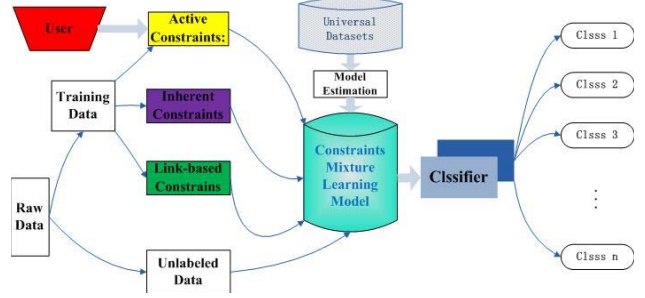 User
Active
Constraints:
Universal
Datasets
Model
Estimation
Training
Data
Inherent
Constraints
Link-based
Constrains
Constraints
Mixture
Learning
Model
Clssifier
Raw
Data
Unlabeled
Data
Clsss 1
Clsss 2
Clsss 3
⋮
Clsss n